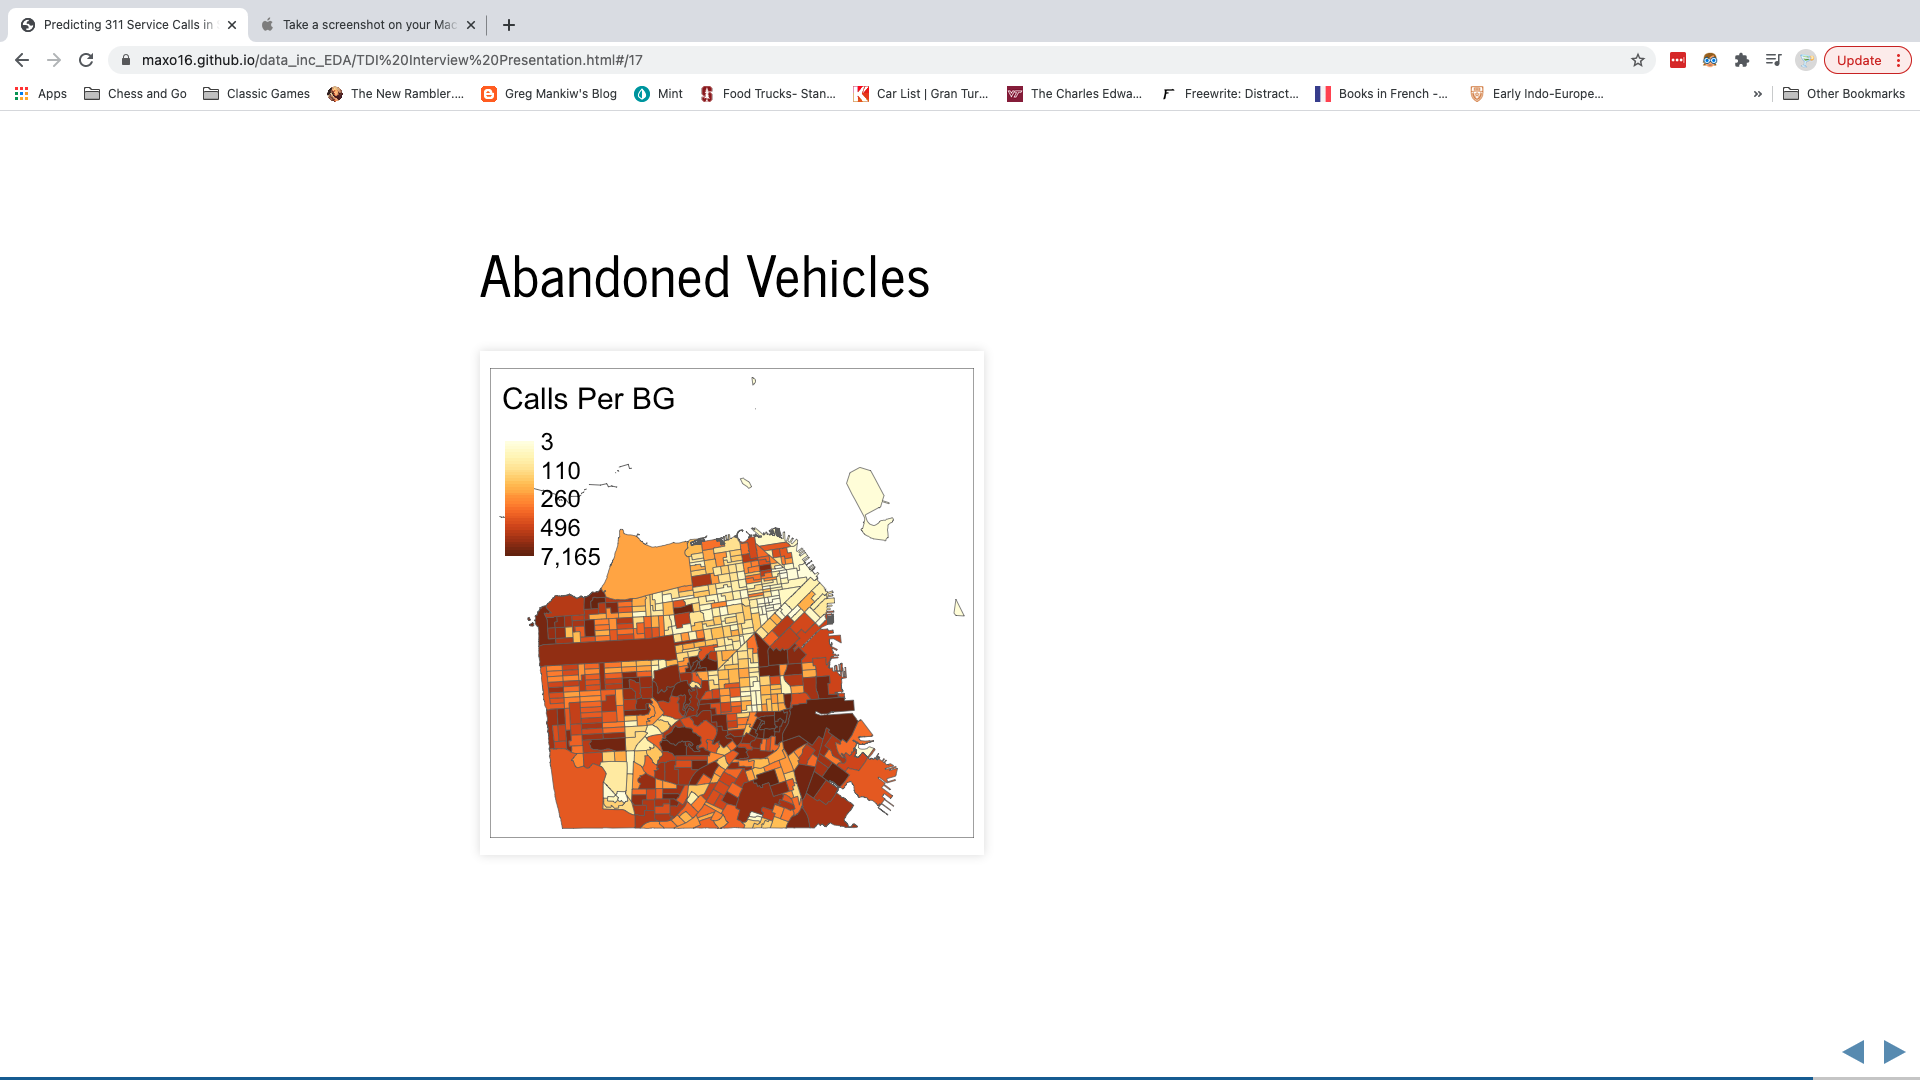 Predicting 311 Service Calls in
Take a screenshot on your Mac
maxo16.github.io/data_inc_EDA/TDI%20Interview%20Presentation.html#/17
Update
Apps
Chess and Go
Classic Games
The New Rambler....
Greg Mankiw's Blog
Mint
Food Trucks- Stan...
Car List | Gran Tur...
The Charles Edwa...
Freewrite: Distract...
Books in French -...
Early Indo-Europe...
»
Other Bookmarks
Abandoned Vehicles
Calls Per BG
3
110
260
496
7,165